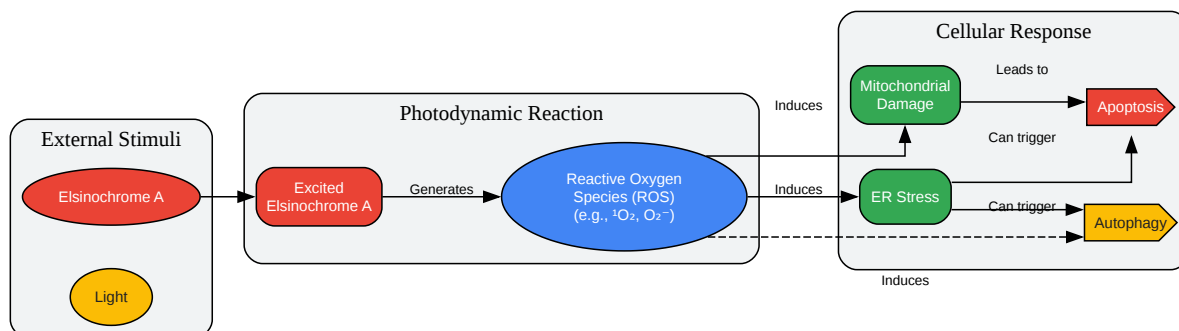 External Stimuli
Elsinochrome A
Light
Photodynamic Reaction
Excited
Elsinochrome A
Generates
Reactive Oxygen
Species (ROS)
(e.g., ¹O₂, O₂⁻)
Induces
Induces
Induces
Cellular Response
Mitochondrial
Damage
Leads to
Apoptosis
Can trigger
ER Stress
Can trigger
Autophagy